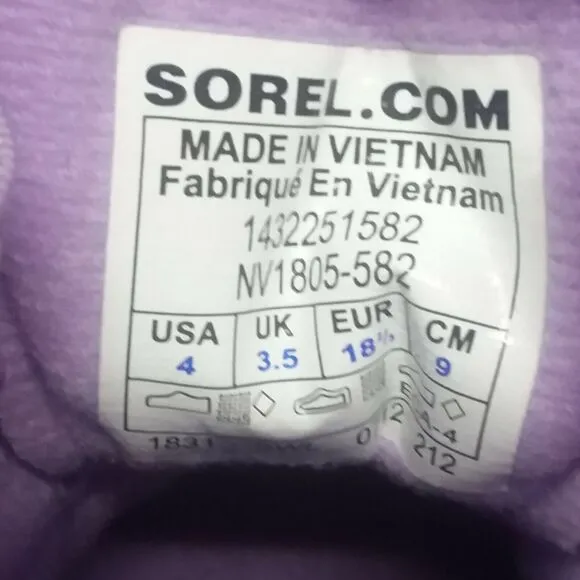 SOREL.COM
MADE IN VIETNAM
Fabriqué En Vietnam
1432251582
NV1805-582
USA UK EUR CM
4 3.5 18½ 9
212